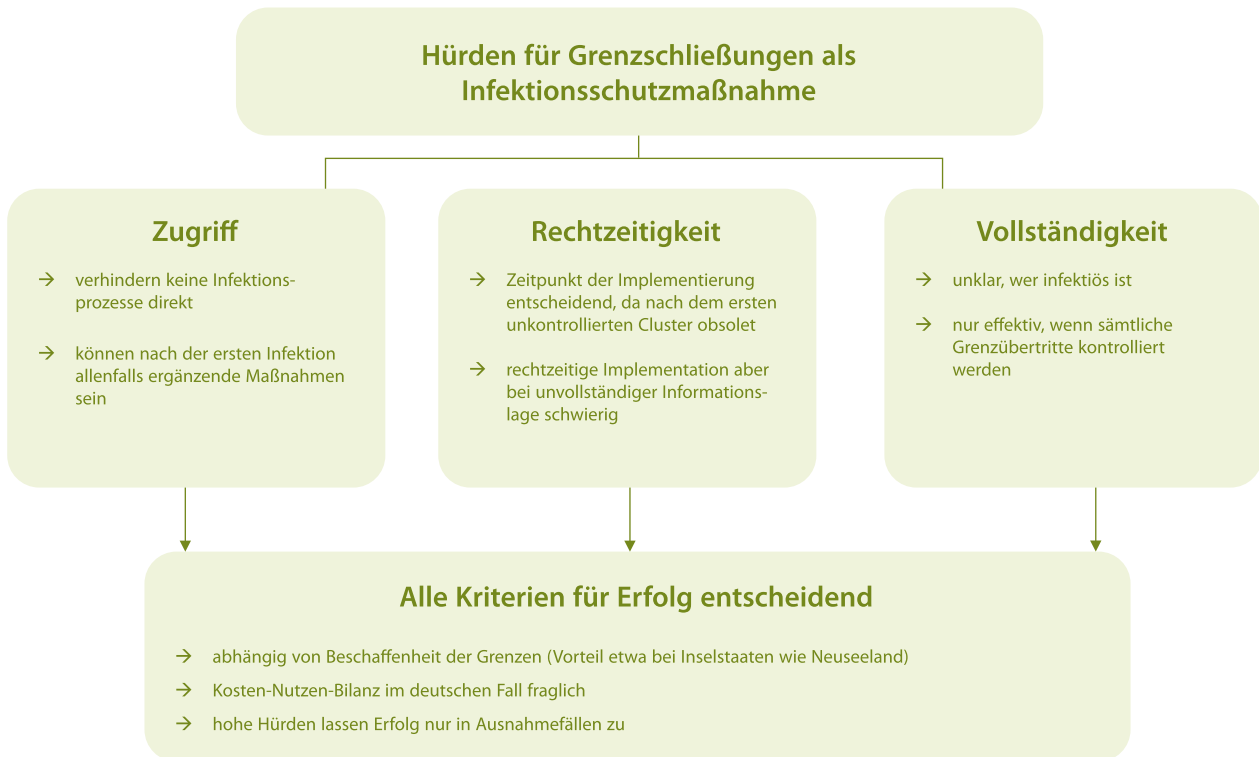 Hürden für Grenzschließungen als
Infektionsschutzmaßnahme
Zugriff
→ verhindern keine Infektions-
prozesse direkt
→ können nach der ersten Infektion
allenfalls ergänzende Maßnahmen
sein
Rechtzeitigkeit
→ Zeitpunkt der Implementierung
entscheidend, da nach dem ersten
unkontrollierten Cluster obsolet
→ rechtzeitige Implementation aber
bei unvollständiger Informations-
lage schwierig
Vollständigkeit
→ unklar, wer infektiös ist
→ nur effektiv, wenn sämtliche
Grenzübertritte kontrolliert
werden
Alle Kriterien für Erfolg entscheidend
→ abhängig von Beschaffenheit der Grenzen (Vorteil etwa bei Inselstaaten wie Neuseeland)
→ Kosten-Nutzen-Bilanz im deutschen Fall fraglich
→ hohe Hürden lassen Erfolg nur in Ausnahmefällen zu